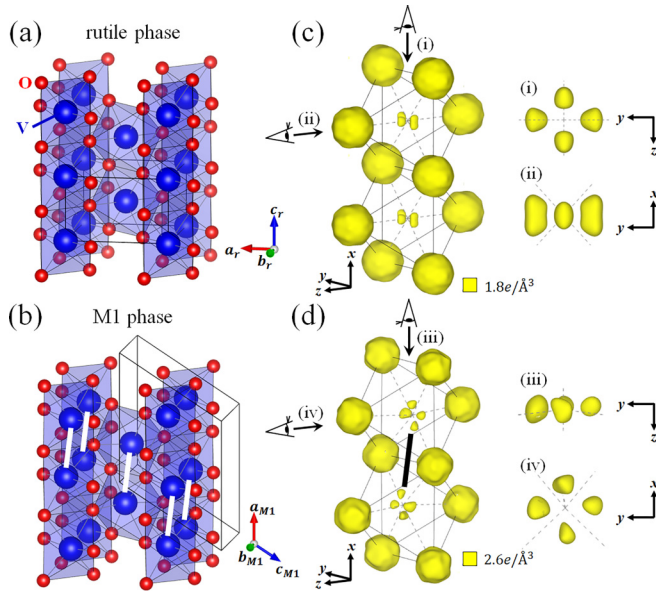 (a) rutile phase
O
V
c_r
a_r
b_r
(b) M1 phase
a_M1
b_M1
c_M1
(c)
(i)
(ii)
x
y
z
1.8e/Å³
(i)
y
z
(ii)
x
y
(d)
(iii)
(iv)
x
y
z
2.6e/Å³
(iii)
y
z
(iv)
x
y